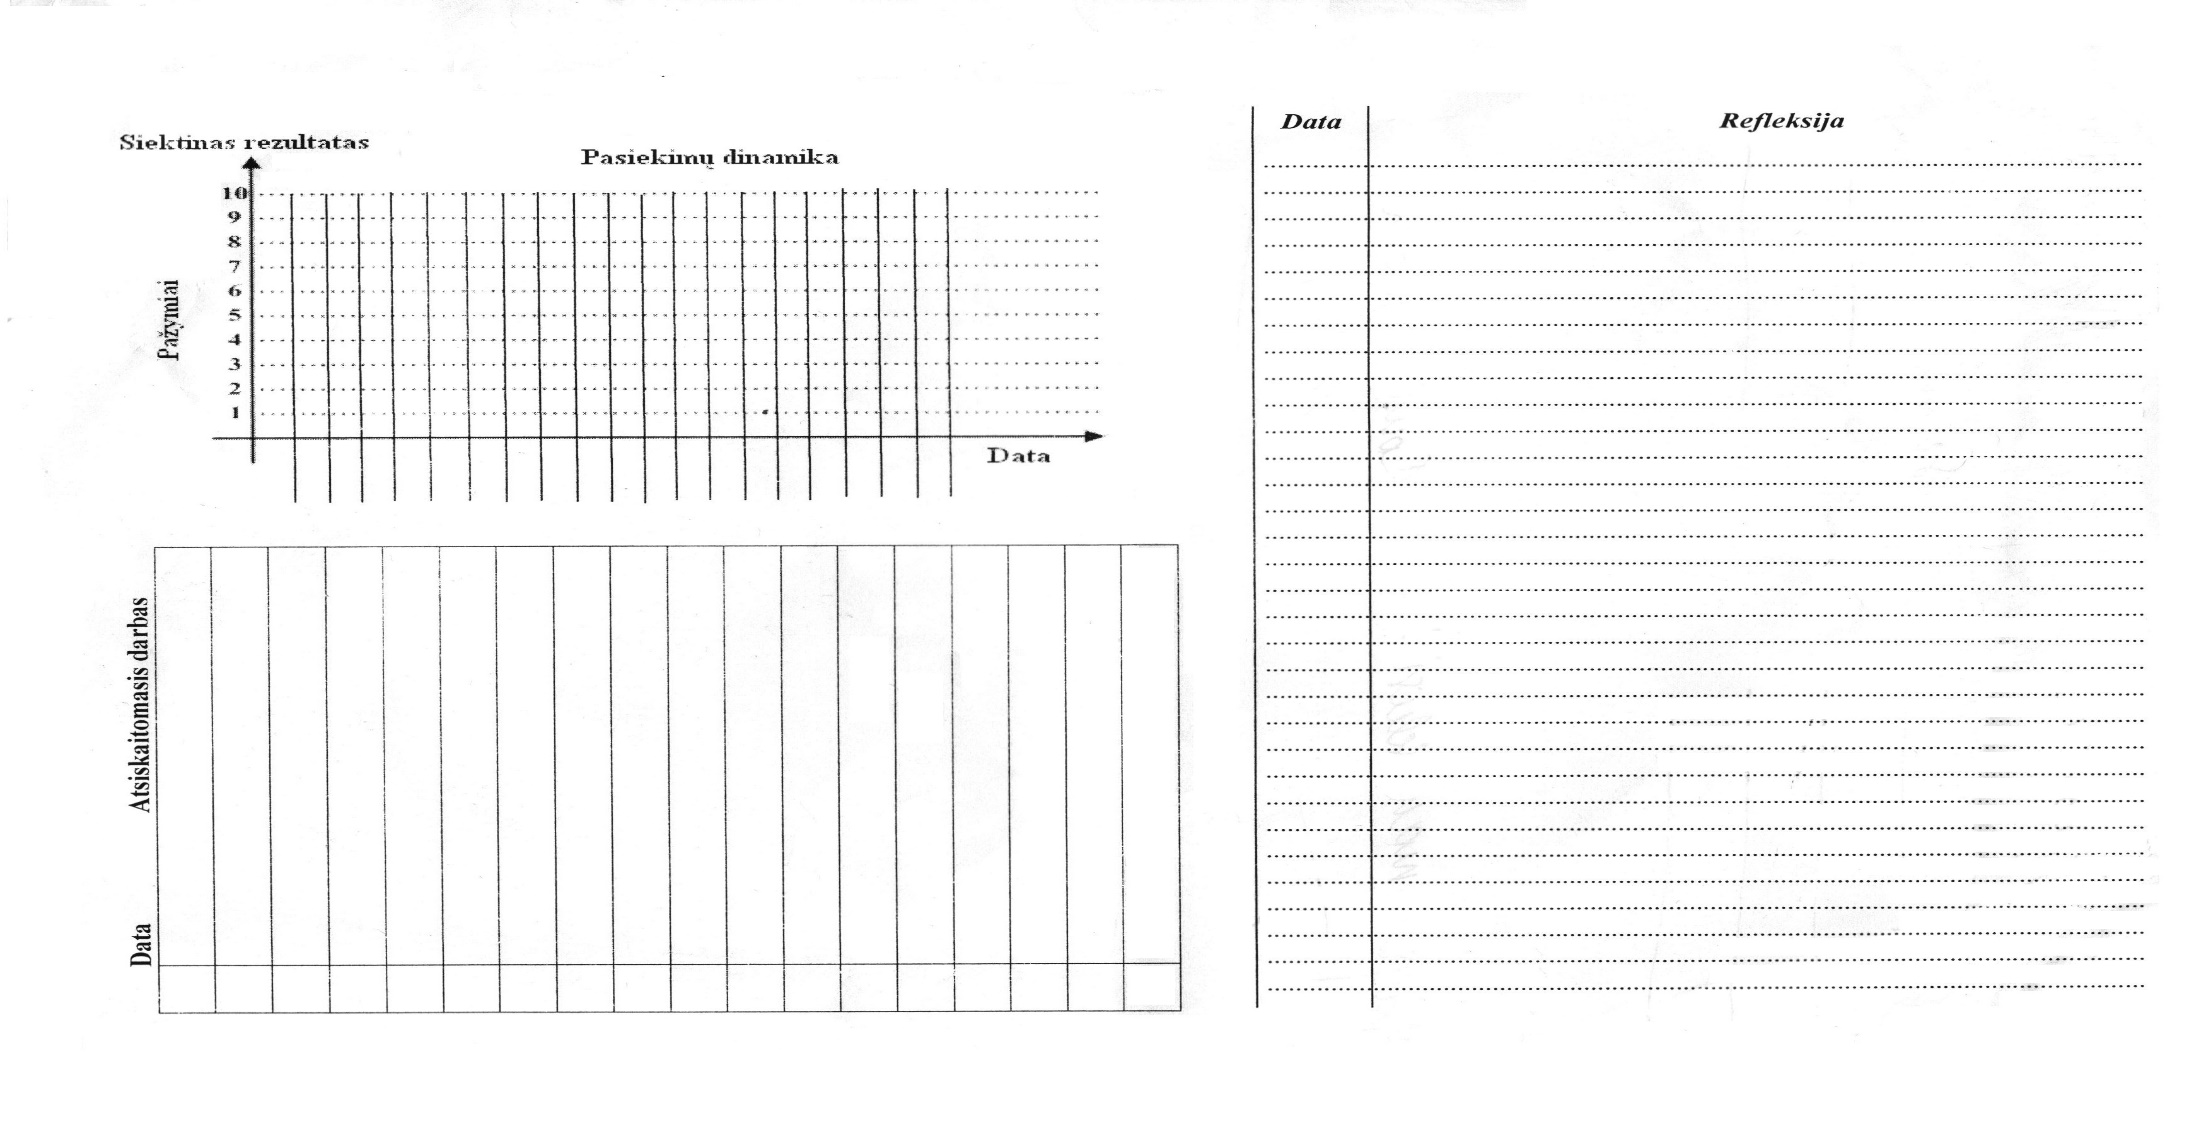 Siektinas rezultatas
Pasiekimų dinamika
10
9
8
7
6
5
4
3
2
1
Pažymiai
Data
Atsiskaitomasis darbas
Data
Data Refleksija